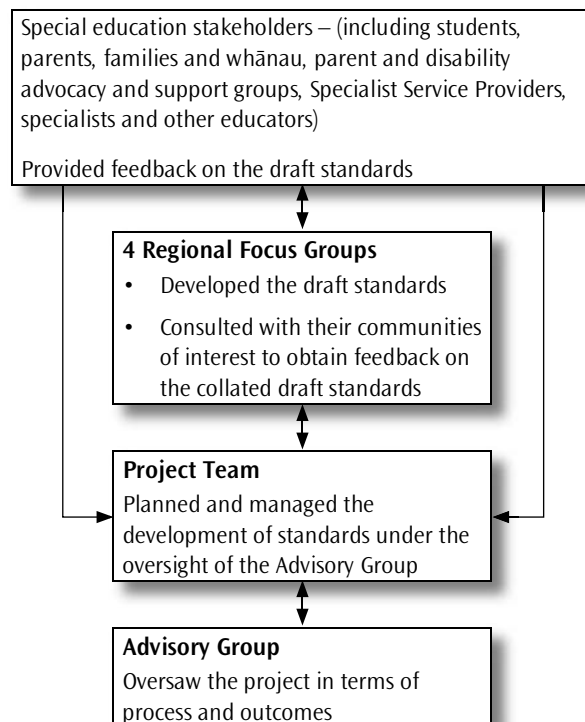 Special education stakeholders – (including students,
parents, families and whānau, parent and disability
advocacy and support groups, Specialist Service Providers,
specialists and other educators)
Provided feedback on the draft standards
4 Regional Focus Groups
• Developed the draft standards
• Consulted with their communities
of interest to obtain feedback on
the collated draft standards
Project Team
Planned and managed the
development of standards under the
oversight of the Advisory Group
Advisory Group
Oversaw the project in terms of
process and outcomes